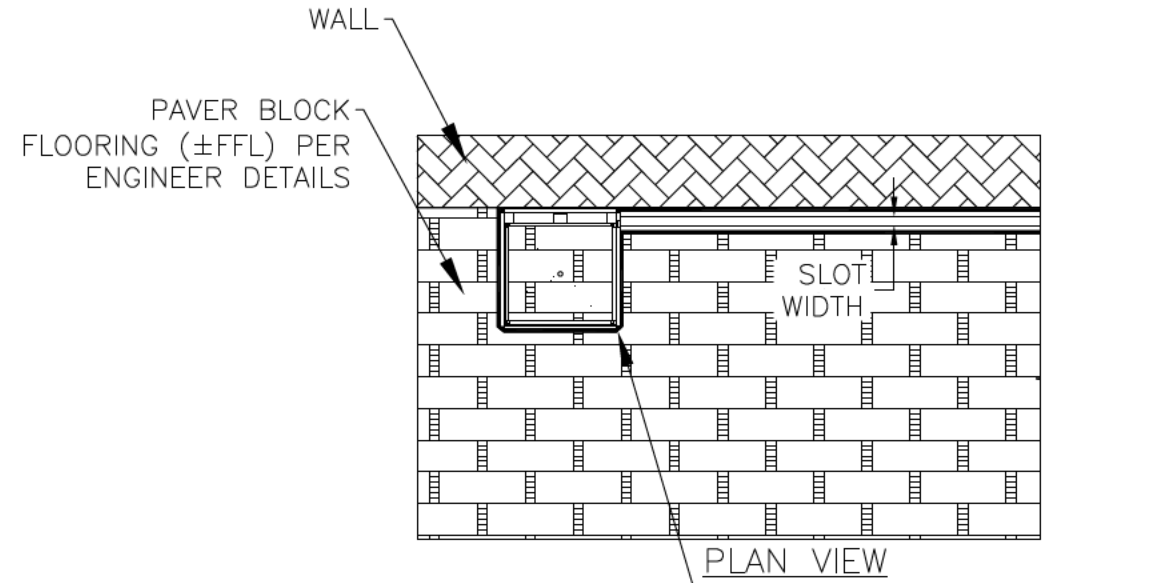 WALL
PAVER BLOCK
FLOORING (±FFL) PER
ENGINEER DETAILS
SLOT
WIDTH
PLAN VIEW